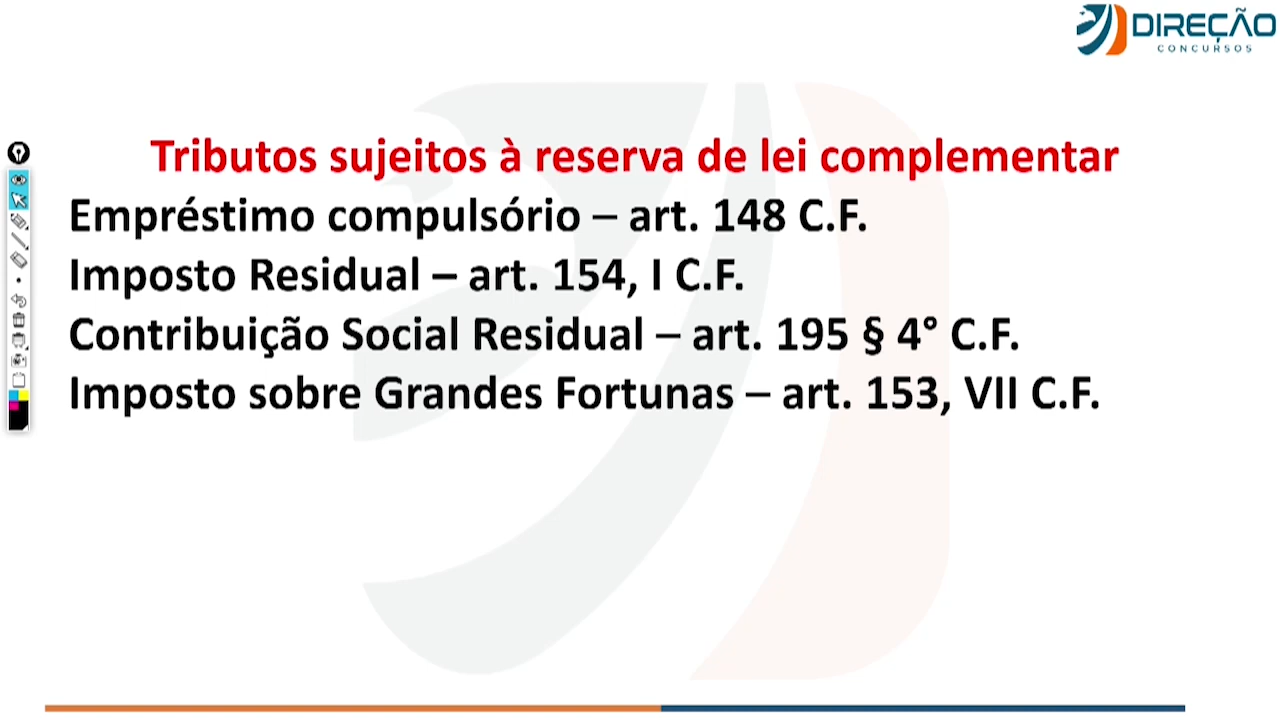 DIREÇÃO
CONCURSOS
Tributos sujeitos à reserva de lei complementar
Empréstimo compulsório – art. 148 C.F.
Imposto Residual – art. 154, I C.F.
Contribuição Social Residual – art. 195 § 4° C.F.
Imposto sobre Grandes Fortunas – art. 153, VII C.F.